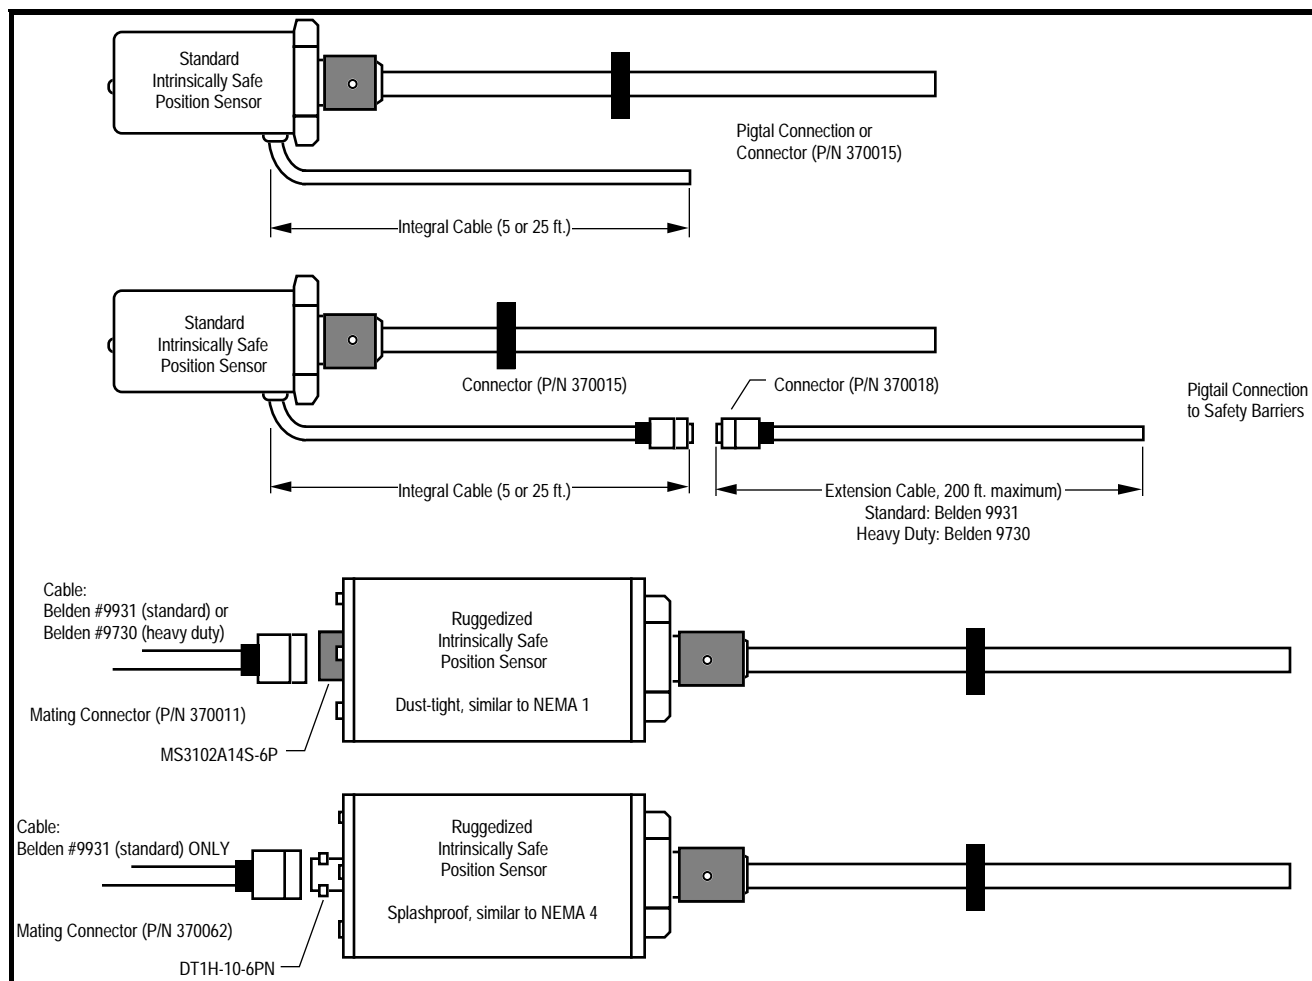 Standard
Intrinsically Safe
Position Sensor
Pigtal Connection or
Connector (P/N 370015)
Integral Cable (5 or 25 ft.)
Standard
Intrinsically Safe
Position Sensor
Connector (P/N 370015)
Connector (P/N 370018)
Pigtail Connection
to Safety Barriers
Integral Cable (5 or 25 ft.)
Extension Cable, 200 ft. maximum)
Standard: Belden 9931
Heavy Duty: Belden 9730
Cable:
Belden #9931 (standard) or
Belden #9730 (heavy duty)
Ruggedized
Intrinsically Safe
Position Sensor
Dust-tight, similar to NEMA 1
Mating Connector (P/N 370011)
MS3102A14S-6P
Cable:
Belden #9931 (standard) ONLY
Ruggedized
Intrinsically Safe
Position Sensor
Splashproof, similar to NEMA 4
Mating Connector (P/N 370062)
DT1H-10-6PN